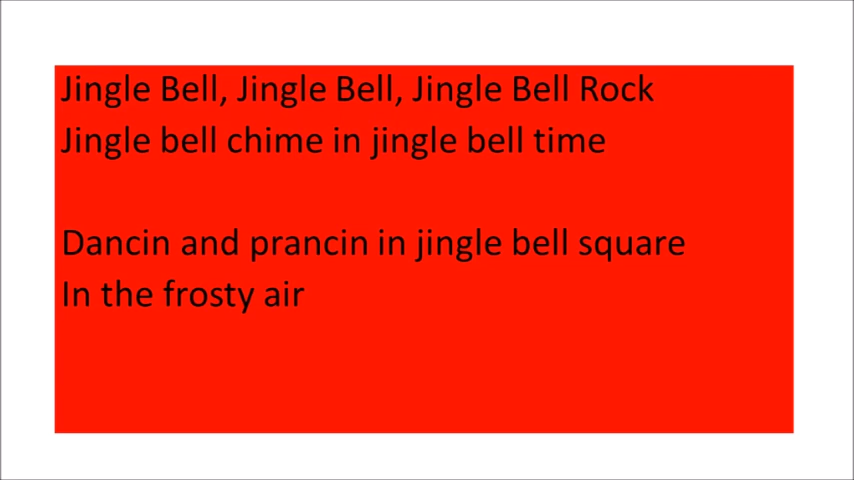 Jingle Bell, Jingle Bell, Jingle Bell Rock
Jingle bell chime in jingle bell time
Dancin and prancin in jingle bell square
In the frosty air